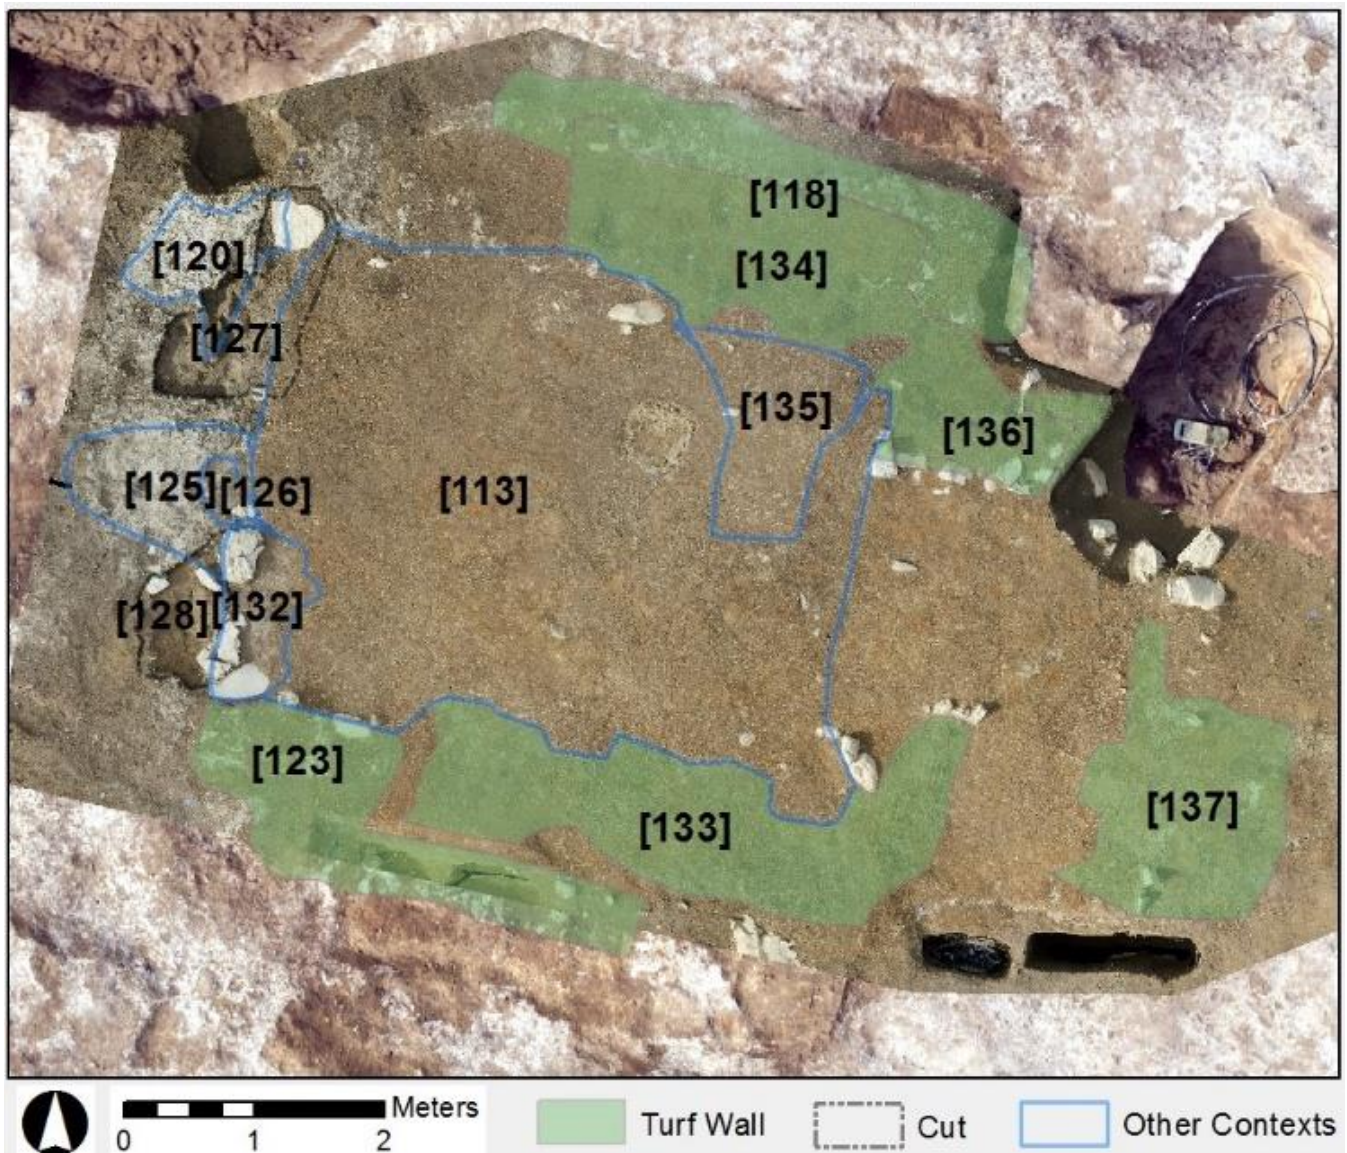 [118]
[134]
[120]
[127]
[135]
[136]
[125][126]
[113]
[128][132]
[123]
[133]
[137]
Meters
0 1 2
Turf Wall
Cut
Other Contexts